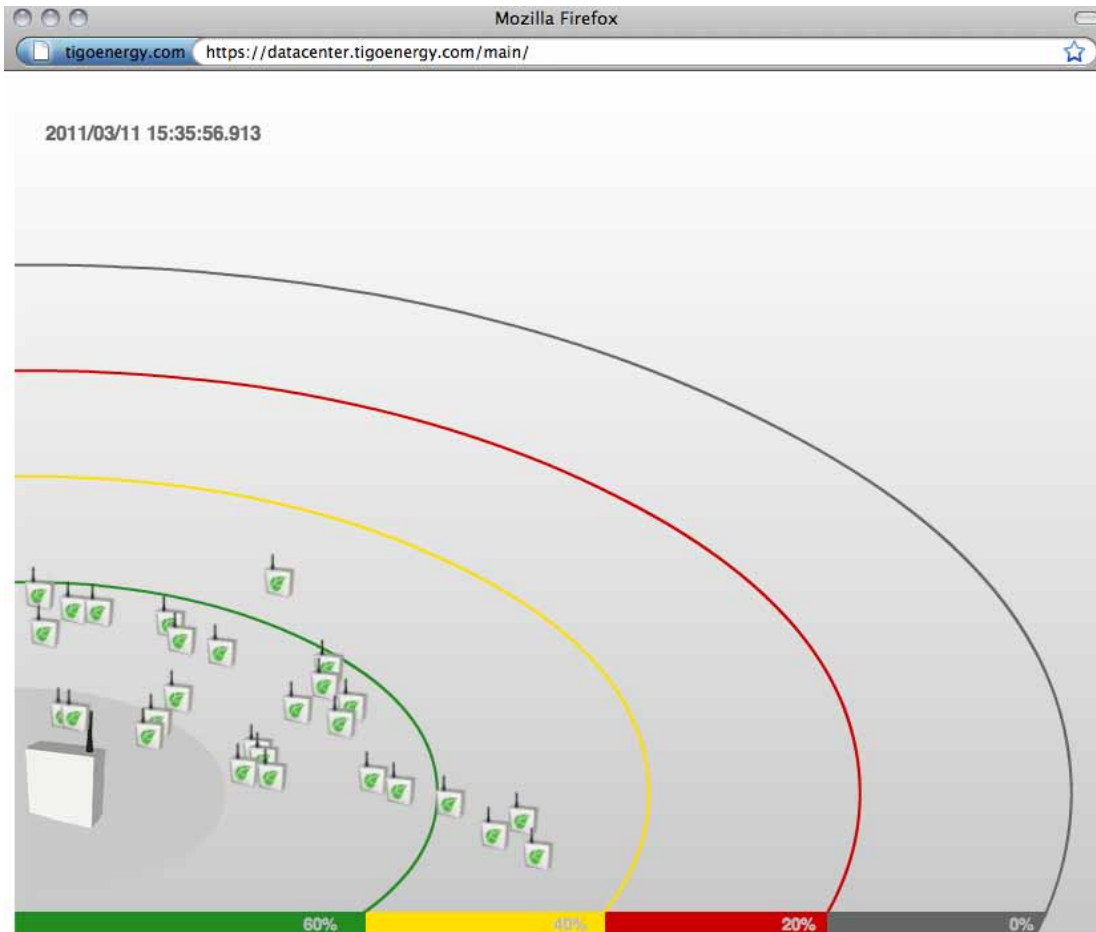 Mozilla Firefox
tigoenergy.com https://datacenter.tigoenergy.com/main/
2011/03/11 15:35:56.913
60% 40% 20% 0%